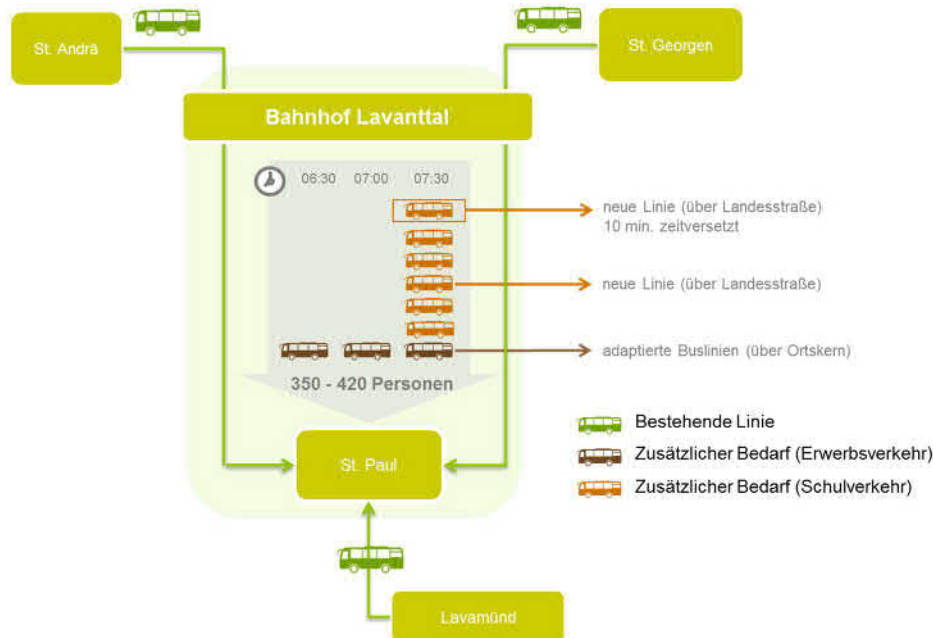 St. Andrä
St. Georgen
Bahnhof Lavanttal
06:30 07:00 07:30
neue Linie (über Landesstraße)
10 min. zeitversetzt
neue Linie (über Landesstraße)
adaptierte Buslinien (über Ortskern)
350 - 420 Personen
Bestehende Linie
Zusätzlicher Bedarf (Erwerbsverkehr)
Zusätzlicher Bedarf (Schulverkehr)
St. Paul
Lavamünd